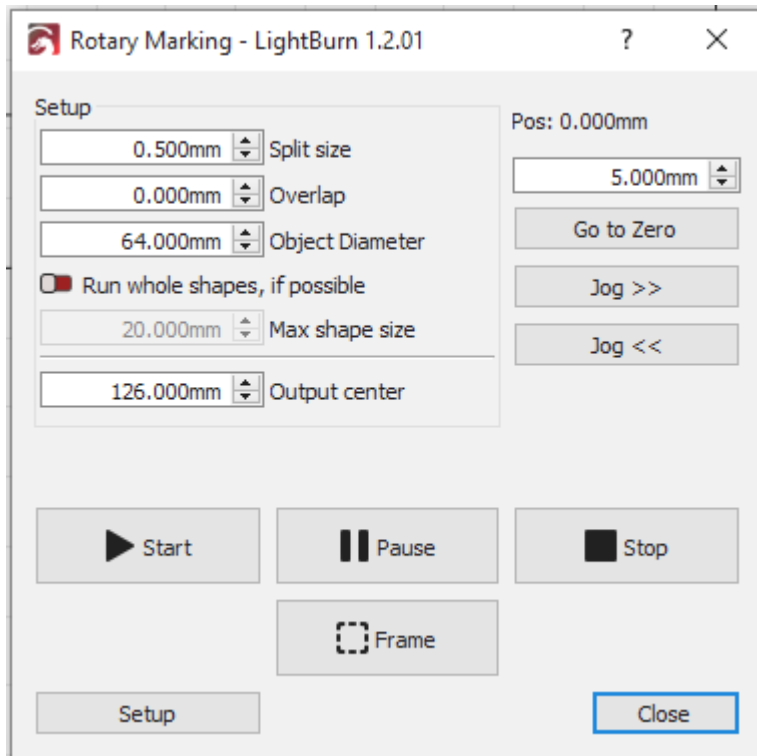 Rotary Marking - LightBurn 1.2.01
?
Setup
0.500mm Split size
0.000mm Overlap
64.000mm Object Diameter
Run whole shapes, if possible
20.000mm Max shape size
126.000mm Output center
Pos: 0.000mm
5.000mm
Go to Zero
Jog >>
Jog <<
Start
Pause
Stop
Frame
Setup
Close